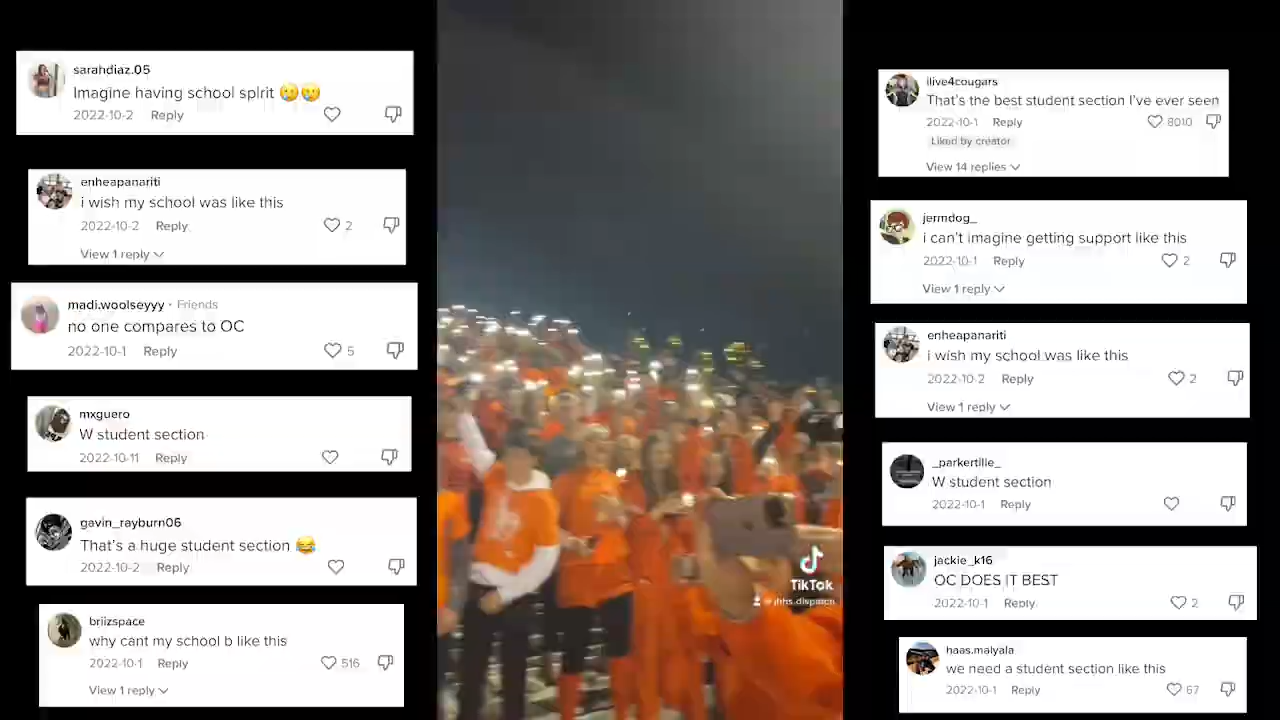 sarahdiaz.05
Imagine having school spirit 🥲🥲
2022-10-2 Reply
enheapanariti
i wish my school was like this
2022-10-2 Reply 2
View 1 reply
madi.woolseyyy · Friends
no one compares to OC
2022-10-1 Reply 5
mxguero
W student section
2022-10-11 Reply
gavin_rayburn06
That's a huge student section 😂
2022-10-2 Reply
briizspace
why cant my school b like this
2022-10-1 Reply 516
View 1 reply
TikTok
ilive4cougars
That's the best student section I've ever seen
2022-10-1 Reply 8010
Liked by creator
View 14 replies
jermdog_
i can't imagine getting support like this
2022-10-1 Reply 2
View 1 reply
enheapanariti
i wish my school was like this
2022-10-2 Reply 2
View 1 reply
_parkertille_
W student section
2022-10-1 Reply
jackie_k16
OC DOES IT BEST
2022-10-1 Reply 2
haas.malyala
we need a student section like this
2022-10-1 Reply 67